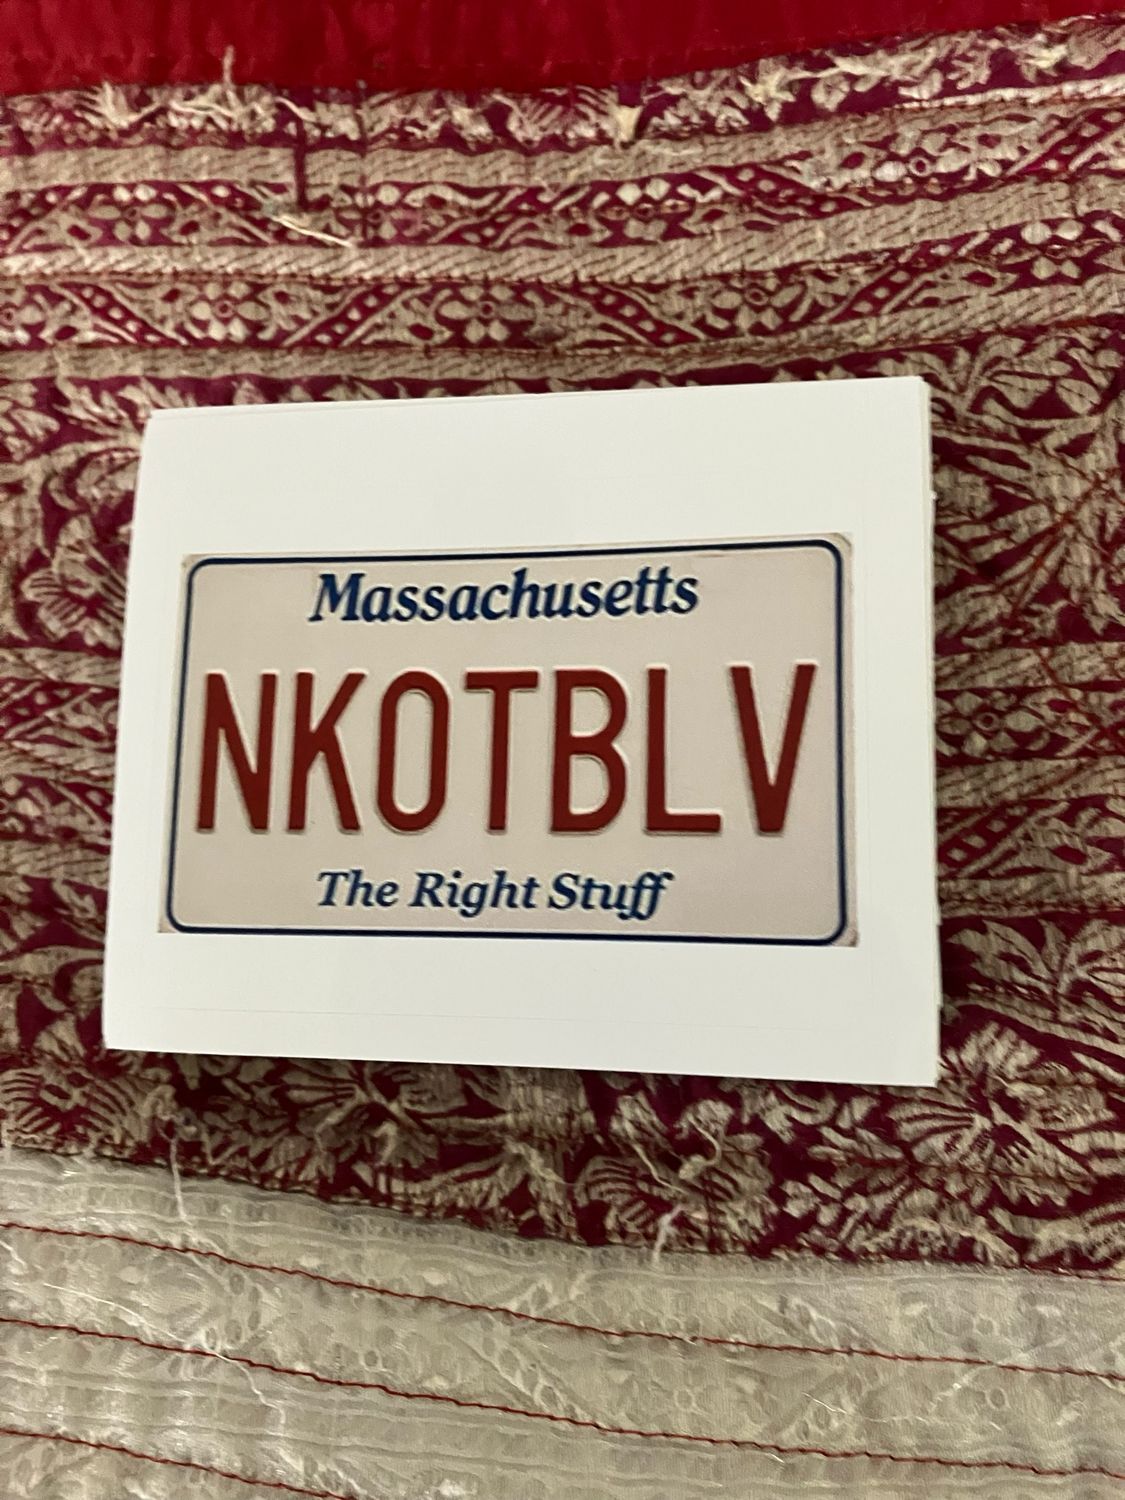 Massachusetts
NKOTBLV
The Right Stuff